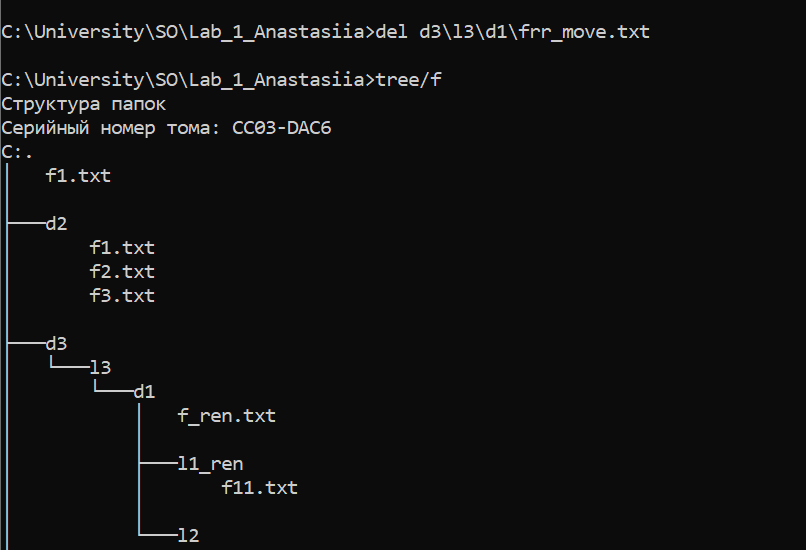 C:\University\SO\Lab_1_Anastasiia>del d3\l3\d1\frr_move.txt
C:\University\SO\Lab_1_Anastasiia>tree/f
Структура папок
Серийный номер тома: CC03-DAC6
C:.
│   f1.txt
│
├───d2
│       f1.txt
│       f2.txt
│       f3.txt
│
├───d3
│   └───l3
│       └───d1
│           │   f_ren.txt
│           │
│           ├───l1_ren
│           │       f11.txt
│           │
│           └───l2